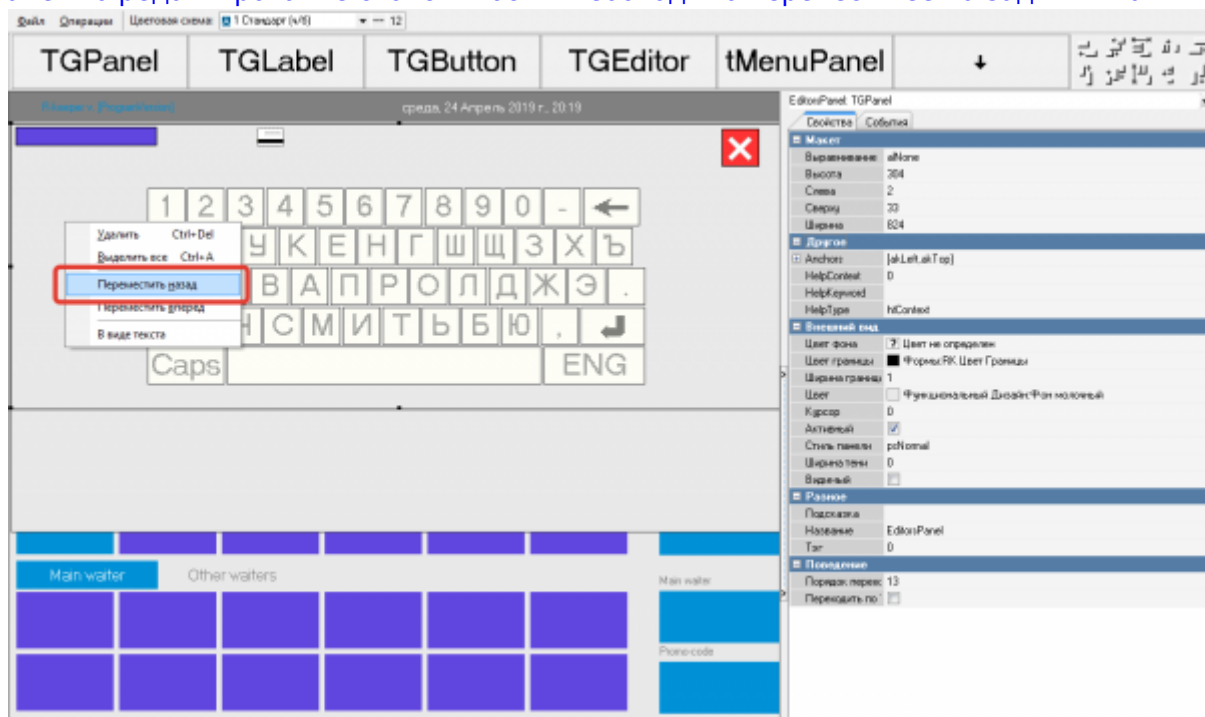 Файл Операции Цветовая схема: 1 Стандарт (ч/б) 12
TGPanel TGLabel TGButton TGEditor tMenuPanel
среда, 24 Апрель 2019 г., 20:19
EditorsPanel: TGPanel
Свойства События
Макет
Выравнивание alNone
Высота 304
Слева 2
Сверху 33
Ширина 824
Другое
Anchors [akLeft,akTop]
HelpContext 0
HelpKeyword
HelpType htContext
Внешний вид
Цвет фона ? Цвет не определен
Цвет границы Формы:RK Цвет Границы
Ширина границы 1
Цвет Функциональный Дизайн:Фон молочный
Курсор 0
Активный
Стиль панели psNormal
Ширина тени 0
Видимый
Разное
Подсказка
Название EditorsPanel
Тэг 0
Поведение
Порядок перех 13
Переходить по
1 2 3 4 5 6 7 8 9 0 -
У К Е Н Г Ш Щ З Х Ъ
В А П Р О Л Д Ж Э .
С М И Т Ь Б Ю ,
Caps ENG
Удалить Ctrl+Del
Выделить все Ctrl+A
Переместить назад
Переместить вперед
В виде текста
Main waiter Other waiters
Main waiter
Promo-code